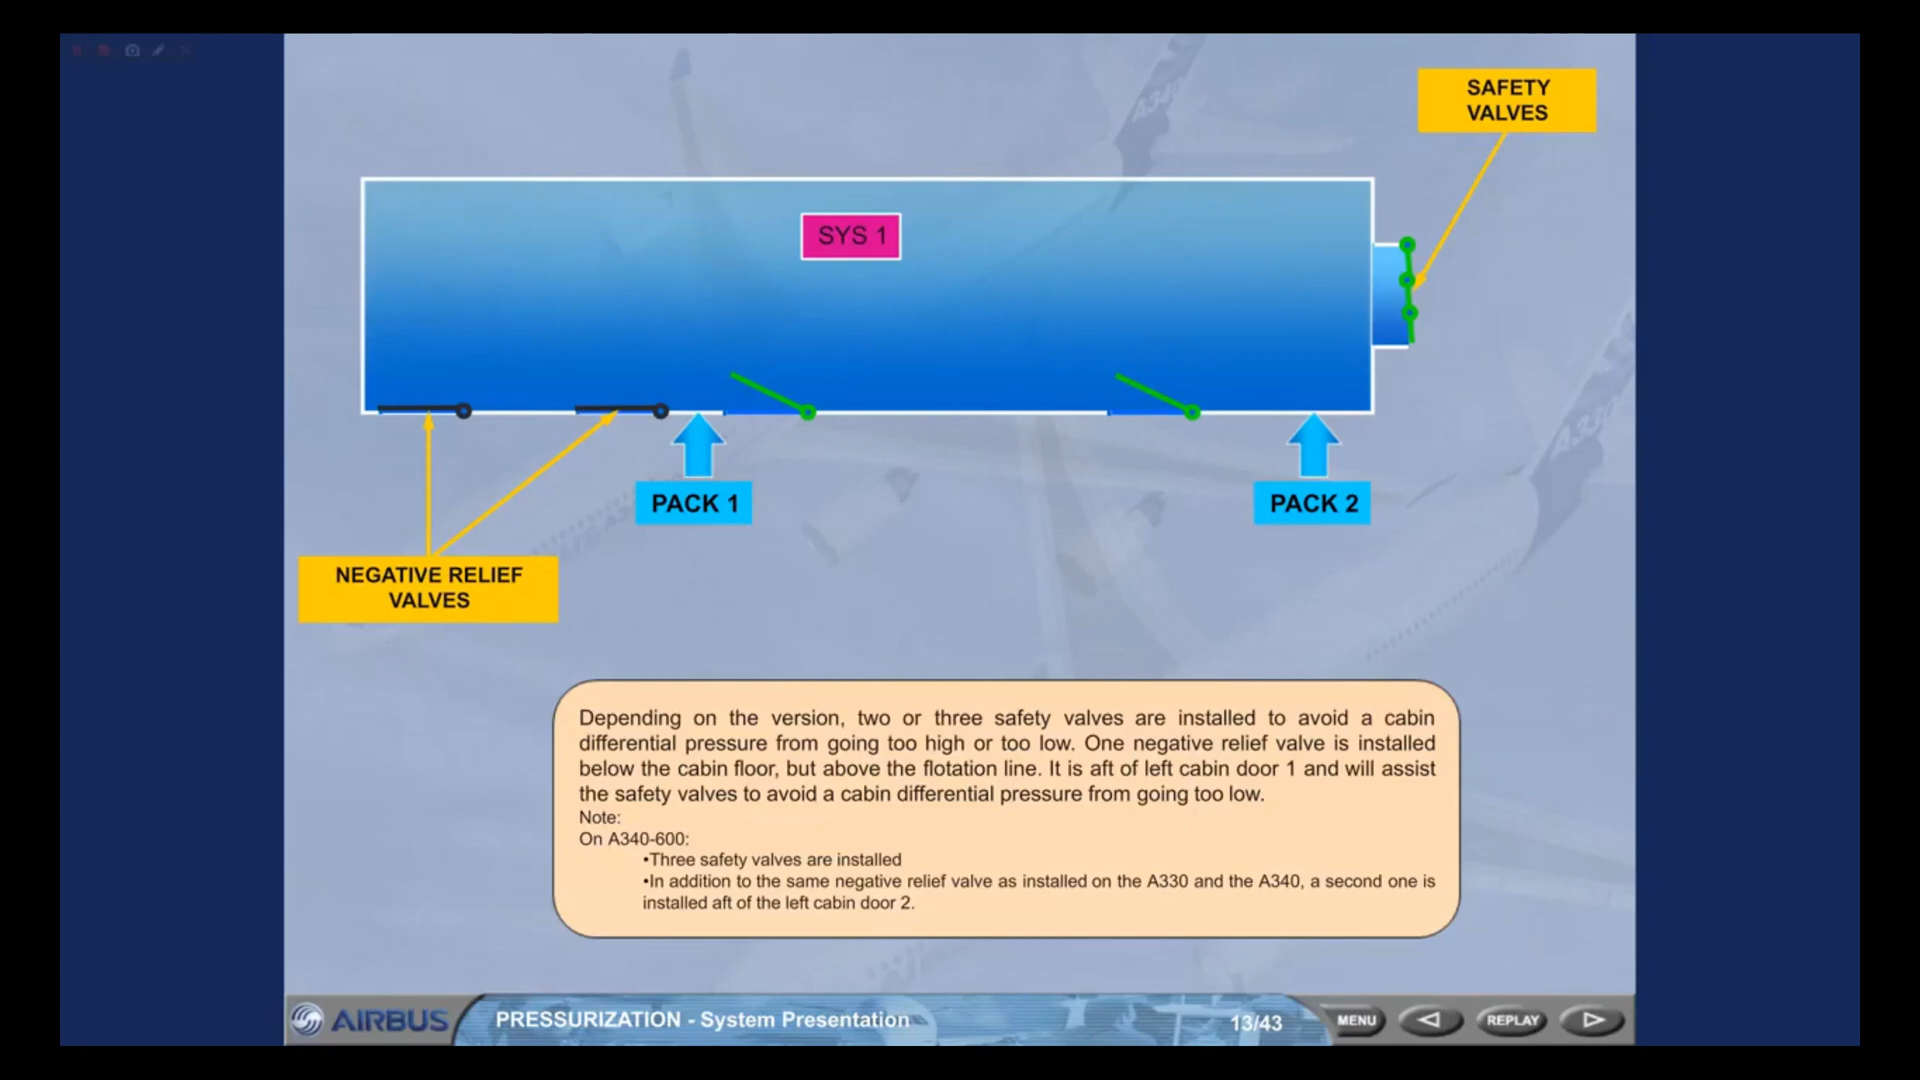 SAFETY
VALVES
SYS 1
PACK 1
PACK 2
NEGATIVE RELIEF
VALVES
Depending on the version, two or three safety valves are installed to avoid a cabin
differential pressure from going too high or too low. One negative relief valve is installed
below the cabin floor, but above the flotation line. It is aft of left cabin door 1 and will assist
the safety valves to avoid a cabin differential pressure from going too low.
Note:
On A340-600:
•Three safety valves are installed
•In addition to the same negative relief valve as installed on the A330 and the A340, a second one is
installed aft of the left cabin door 2.
AIRBUS
PRESSURIZATION - System Presentation
13/43
MENU
REPLAY